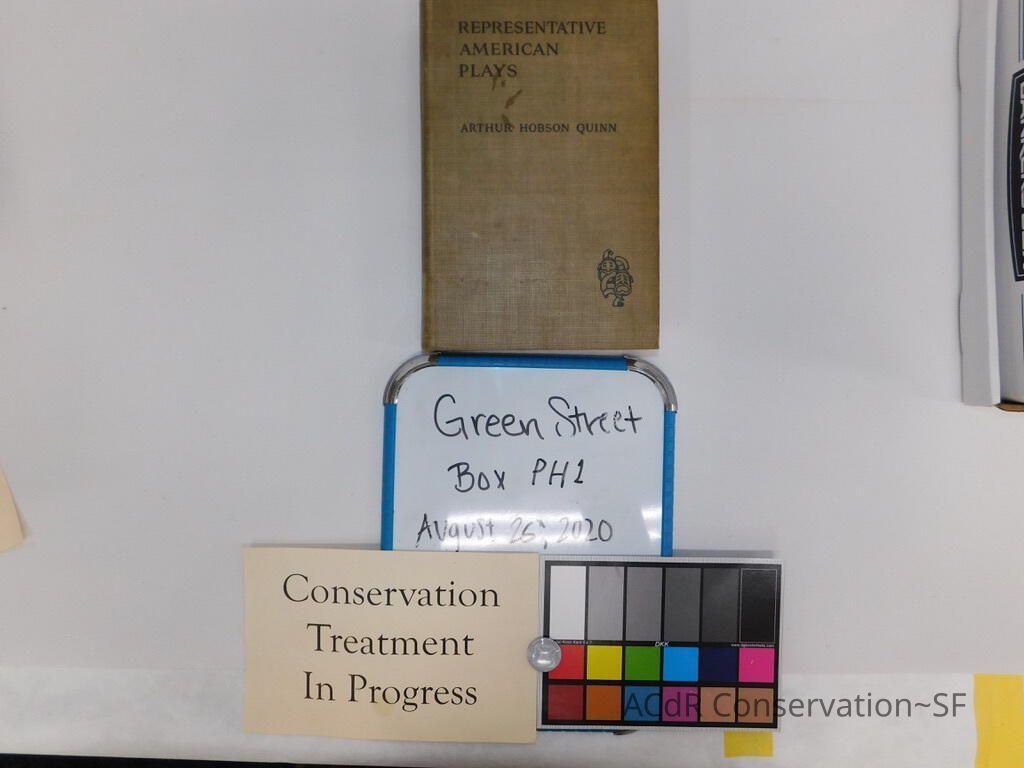 REPRESENTATIVE
AMERICAN
PLAYS
ARTHUR HOBSON QUINN
Green Street
Box PH1
August 26, 2020
Conservation
Treatment
In Progress
DKK
ACdR Conservation~SF